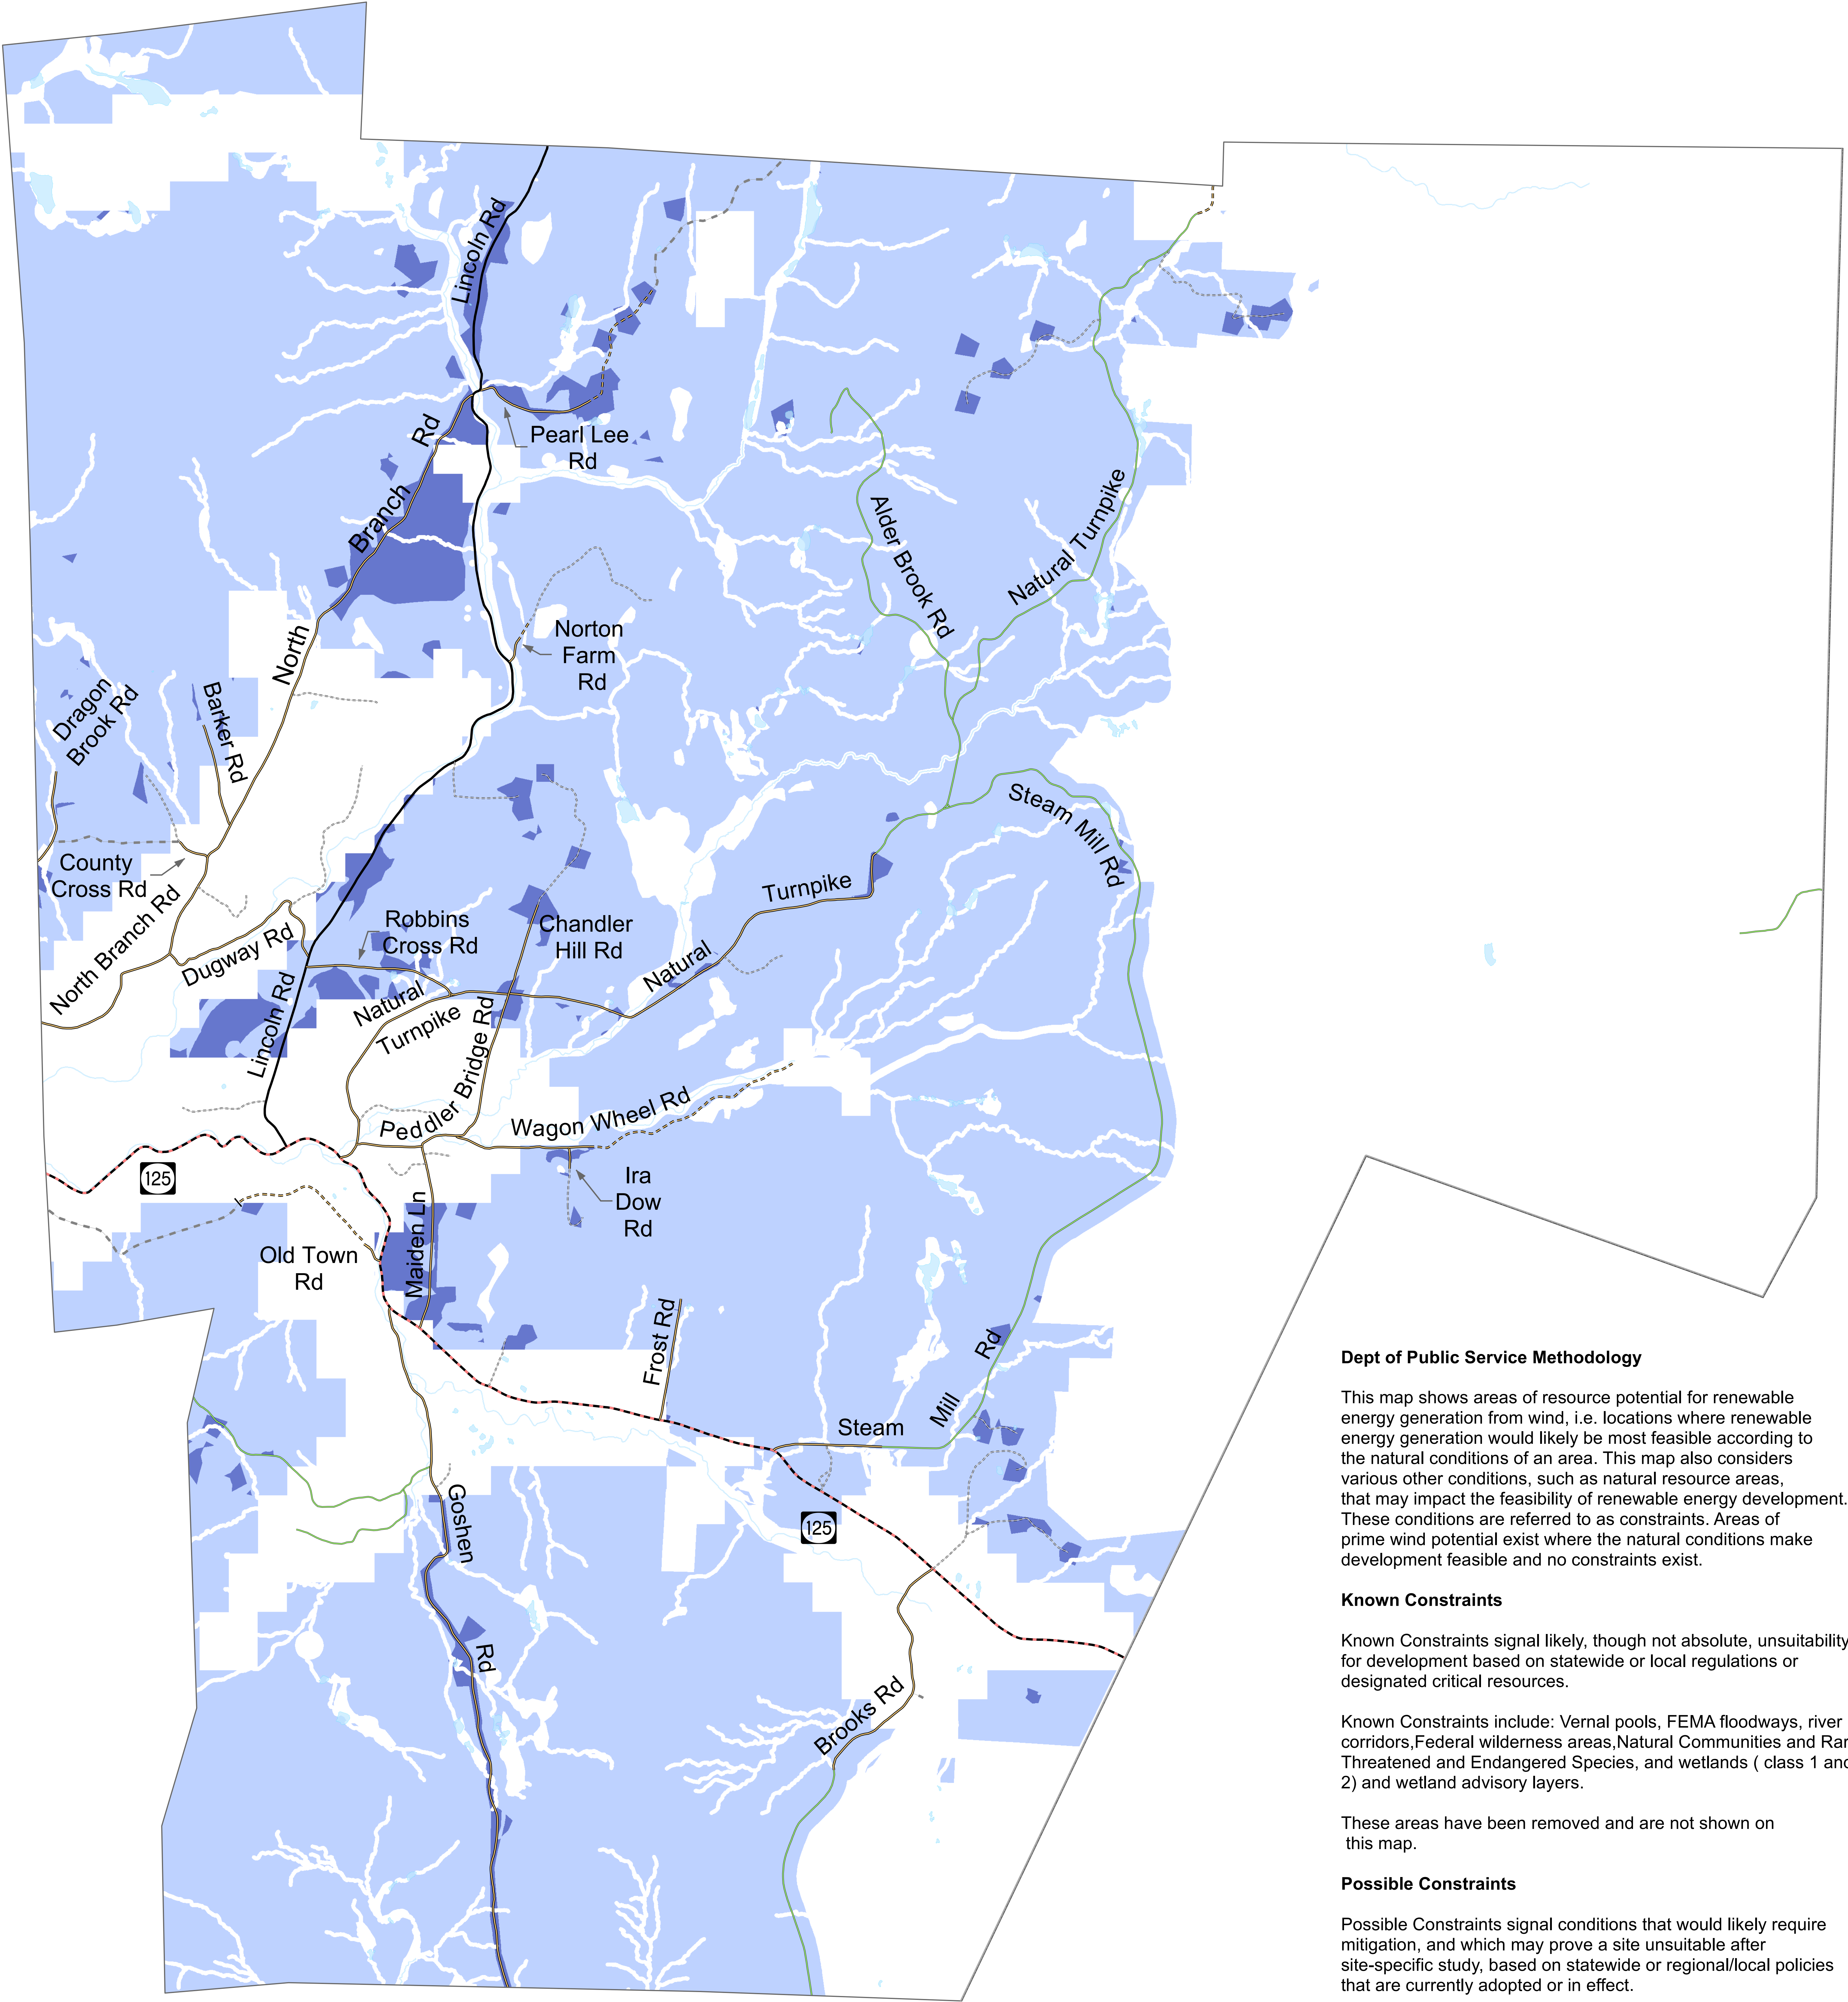 Lincoln Rd
Pearl Lee
Rd
North
Branch
Rd
Alder Brook Rd
Natural Turnpike
Norton
Farm
Rd
Dragon
Brook Rd
Barker Rd
Steam Mill Rd
County
Cross Rd
North Branch Rd
Dugway Rd
Robbins
Cross Rd
Chandler
Hill Rd
Natural
Turnpike
Lincoln Rd
Natural
Turnpike
Peddler Bridge Rd
Wagon Wheel Rd
125
Ira
Dow
Rd
Maiden Ln
Old Town
Rd
Frost Rd
Steam
Mill
Rd
Goshen
Rd
125
Brooks Rd
Dept of Public Service Methodology
This map shows areas of resource potential for renewable
energy generation from wind, i.e. locations where renewable
energy generation would likely be most feasible according to
the natural conditions of an area. This map also considers
various other conditions, such as natural resource areas,
that may impact the feasibility of renewable energy development.
These conditions are referred to as constraints. Areas of
prime wind potential exist where the natural conditions make
development feasible and no constraints exist.
Known Constraints
Known Constraints signal likely, though not absolute, unsuitability
for development based on statewide or local regulations or
designated critical resources.
Known Constraints include: Vernal pools, FEMA floodways, river
corridors,Federal wilderness areas,Natural Communities and
Threatened and Endangered Species, and wetlands ( class 1
2) and wetland advisory layers.
These areas have been removed and are not shown on
this map.
Possible Constraints
Possible Constraints signal conditions that would likely require
mitigation, and which may prove a site unsuitable after
site-specific study, based on statewide or regional/local policies
that are currently adopted or in effect.